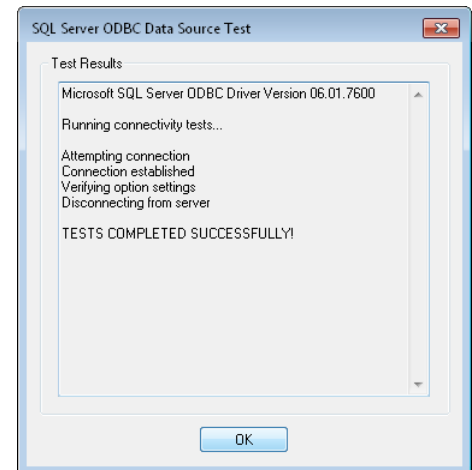 SQL Server ODBC Data Source Test
Test Results
Microsoft SQL Server ODBC Driver Version 06.01.7600
Running connectivity tests...
Attempting connection
Connection established
Verifying option settings
Disconnecting from server
TESTS COMPLETED SUCCESSFULLY!
OK